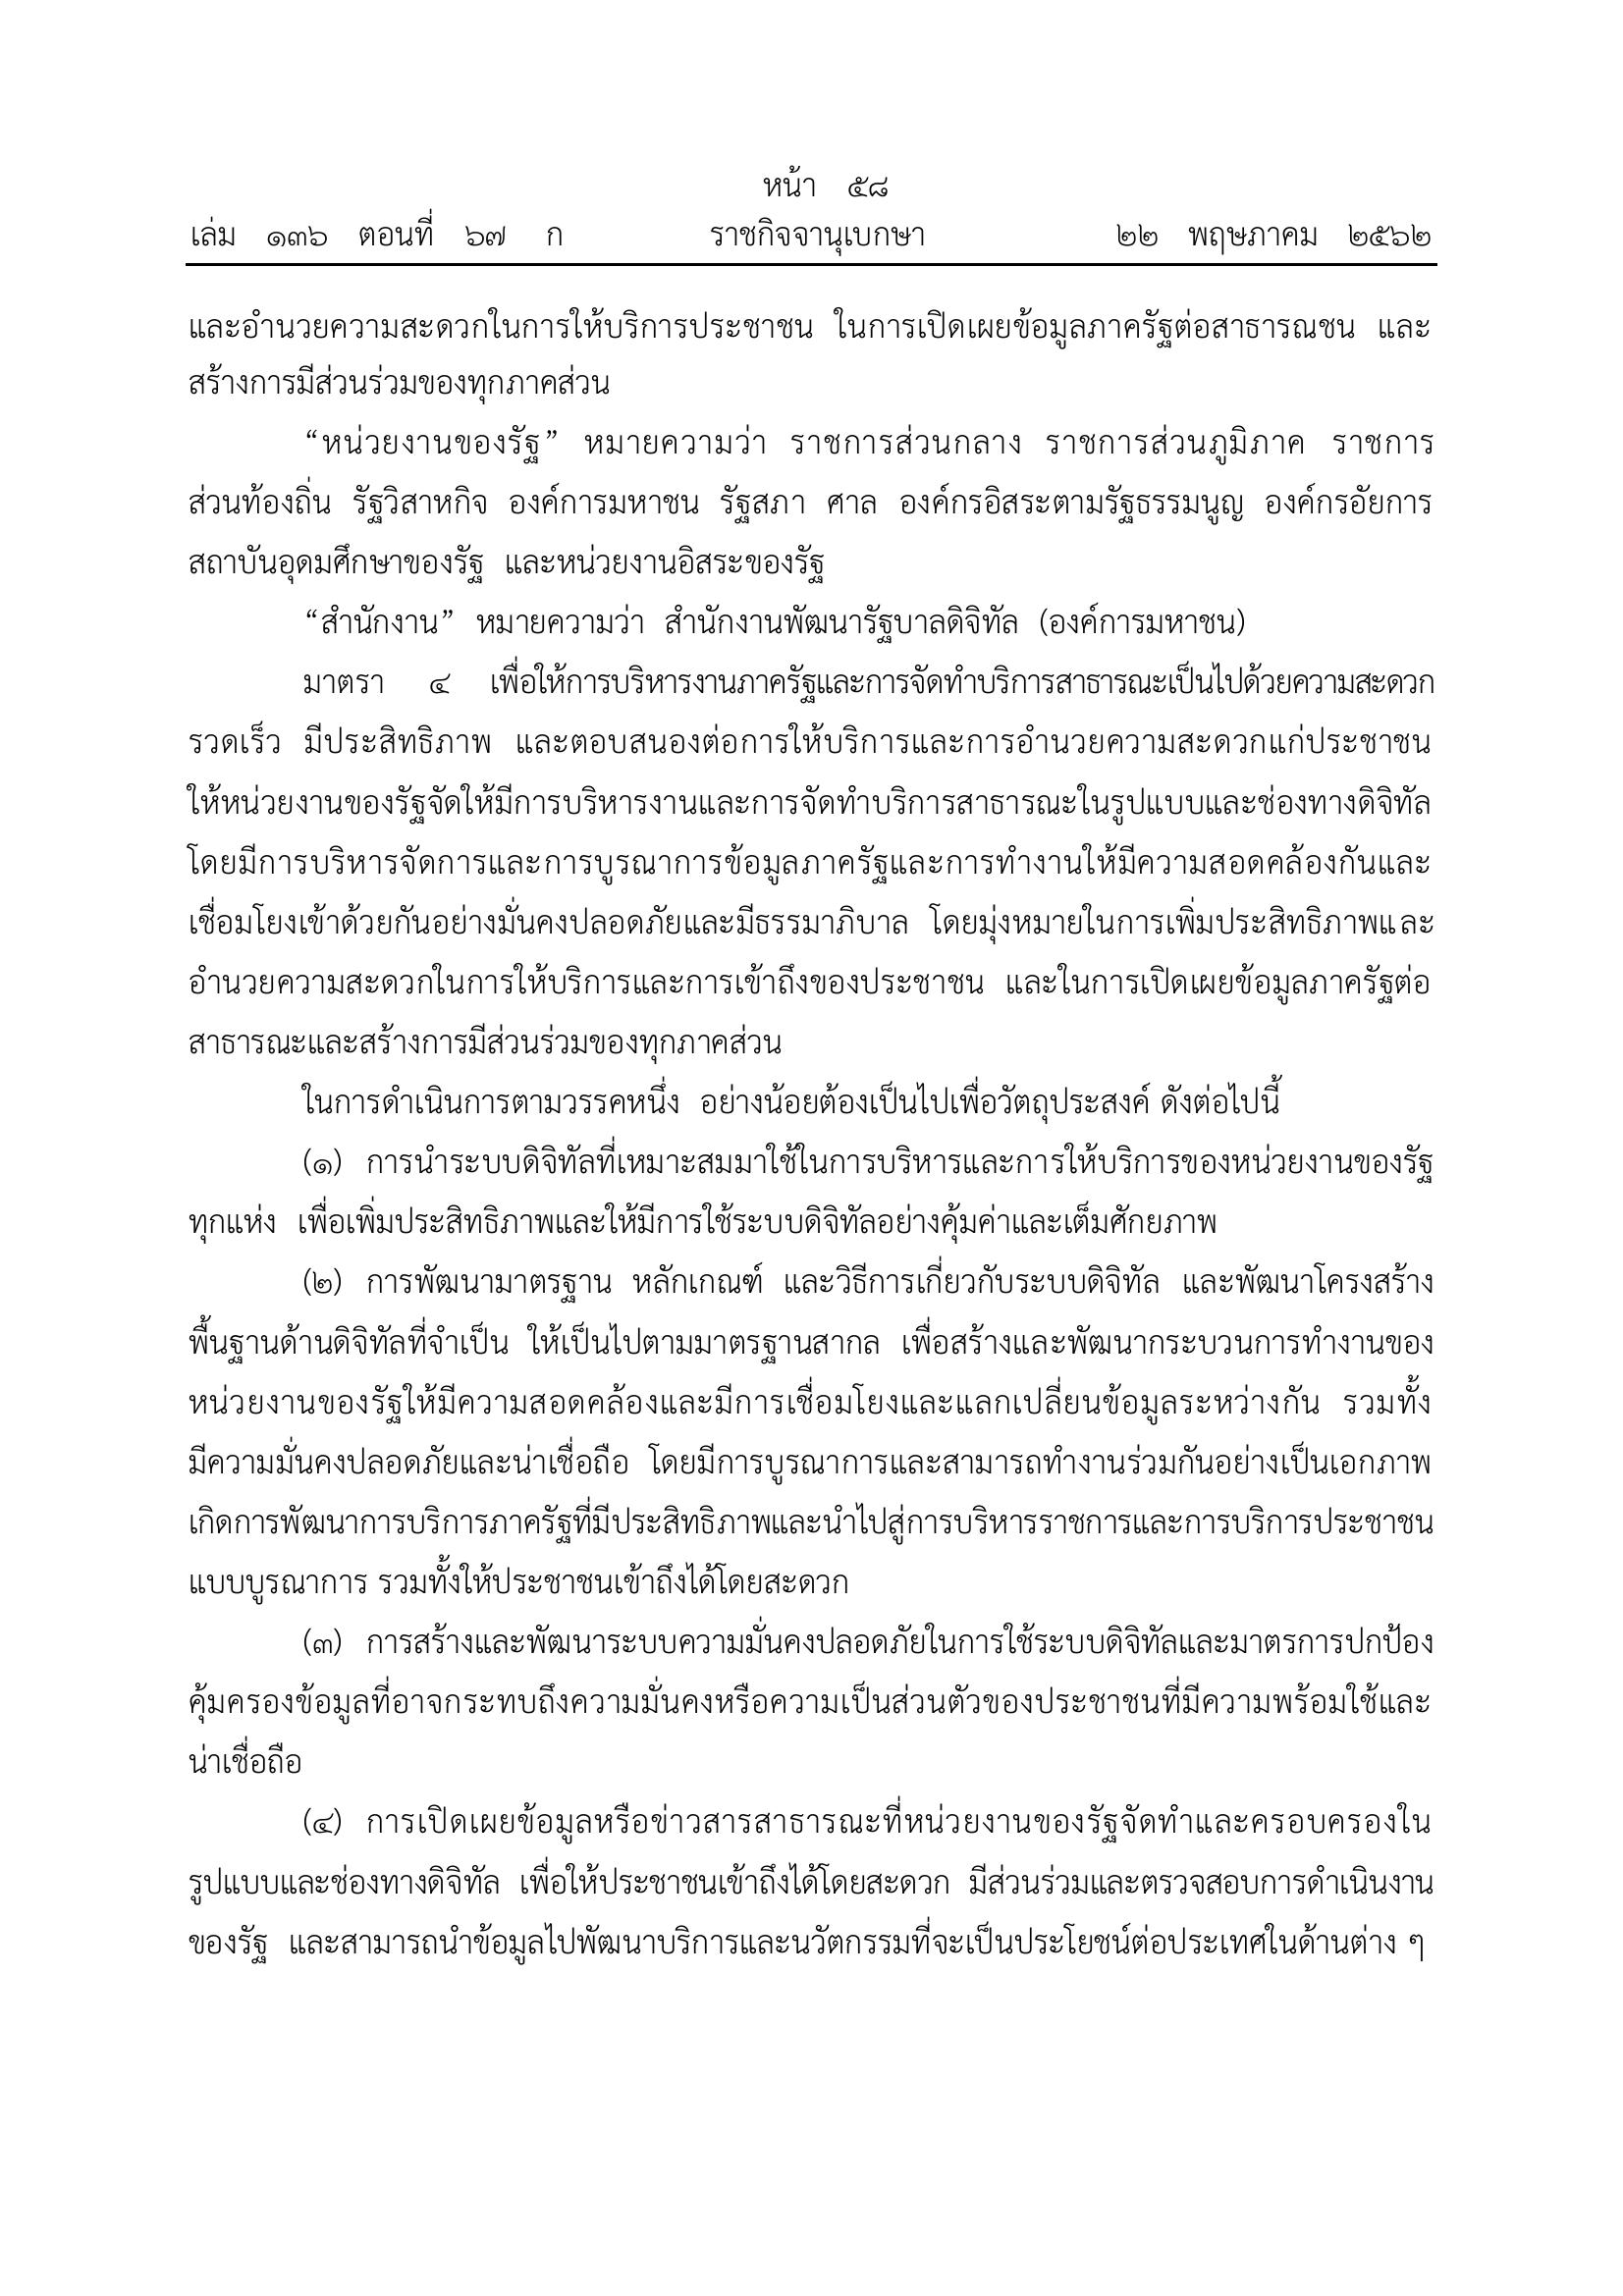 หน้า ๕๘
เล่ม ๑๓๖ ตอนที่ ๖๗ ก ราชกิจจานุเบกษา ๒๒ พฤษภาคม ๒๕๖๒
และอำนวยความสะดวกในการให้บริการประชาชน ในการเปิดเผยข้อมูลภาครัฐต่อสาธารณชน และ
สร้างการมีส่วนร่วมของทุกภาคส่วน
“หน่วยงานของรัฐ” หมายความว่า ราชการส่วนกลาง ราชการส่วนภูมิภาค ราชการ
ส่วนท้องถิ่น รัฐวิสาหกิจ องค์การมหาชน รัฐสภา ศาล องค์กรอิสระตามรัฐธรรมนูญ องค์กรอัยการ
สถาบันอุดมศึกษาของรัฐ และหน่วยงานอิสระของรัฐ
“สำนักงาน” หมายความว่า สำนักงานพัฒนารัฐบาลดิจิทัล (องค์การมหาชน)
มาตรา ๔ เพื่อให้การบริหารงานภาครัฐและการจัดทำบริการสาธารณะเป็นไปด้วยความสะดวก
รวดเร็ว มีประสิทธิภาพ และตอบสนองต่อการให้บริการและการอำนวยความสะดวกแก่ประชาชน
ให้หน่วยงานของรัฐจัดให้มีการบริหารงานและการจัดทำบริการสาธารณะในรูปแบบและช่องทางดิจิทัล
โดยมีการบริหารจัดการและการบูรณาการข้อมูลภาครัฐและการทำงานให้มีความสอดคล้องกันและ
เชื่อมโยงเข้าด้วยกันอย่างมั่นคงปลอดภัยและมีธรรมาภิบาล โดยมุ่งหมายในการเพิ่มประสิทธิภาพและ
อำนวยความสะดวกในการให้บริการและการเข้าถึงของประชาชน และในการเปิดเผยข้อมูลภาครัฐต่อ
สาธารณะและสร้างการมีส่วนร่วมของทุกภาคส่วน
ในการดำเนินการตามวรรคหนึ่ง อย่างน้อยต้องเป็นไปเพื่อวัตถุประสงค์ ดังต่อไปนี้
(๑) การนำระบบดิจิทัลที่เหมาะสมมาใช้ในการบริหารและการให้บริการของหน่วยงานของรัฐ
ทุกแห่ง เพื่อเพิ่มประสิทธิภาพและให้มีการใช้ระบบดิจิทัลอย่างคุ้มค่าและเต็มศักยภาพ
(๒) การพัฒนามาตรฐาน หลักเกณฑ์ และวิธีการเกี่ยวกับระบบดิจิทัล และพัฒนาโครงสร้าง
พื้นฐานด้านดิจิทัลที่จำเป็น ให้เป็นไปตามมาตรฐานสากล เพื่อสร้างและพัฒนากระบวนการทำงานของ
หน่วยงานของรัฐให้มีความสอดคล้องและมีการเชื่อมโยงและแลกเปลี่ยนข้อมูลระหว่างกัน รวมทั้ง
มีความมั่นคงปลอดภัยและน่าเชื่อถือ โดยมีการบูรณาการและสามารถทำงานร่วมกันอย่างเป็นเอกภาพ
เกิดการพัฒนาการบริการภาครัฐที่มีประสิทธิภาพและนำไปสู่การบริหารราชการและการบริการประชาชน
แบบบูรณาการ รวมทั้งให้ประชาชนเข้าถึงได้โดยสะดวก
(๓) การสร้างและพัฒนาระบบความมั่นคงปลอดภัยในการใช้ระบบดิจิทัลและมาตรการปกป้อง
คุ้มครองข้อมูลที่อาจกระทบถึงความมั่นคงหรือความเป็นส่วนตัวของประชาชนที่มีความพร้อมใช้และ
น่าเชื่อถือ
(๔) การเปิดเผยข้อมูลหรือข่าวสารสาธารณะที่หน่วยงานของรัฐจัดทำและครอบครองใน
รูปแบบและช่องทางดิจิทัล เพื่อให้ประชาชนเข้าถึงได้โดยสะดวก มีส่วนร่วมและตรวจสอบการดำเนินงาน
ของรัฐ และสามารถนำข้อมูลไปพัฒนาบริการและนวัตกรรมที่จะเป็นประโยชน์ต่อประเทศในด้านต่าง ๆ